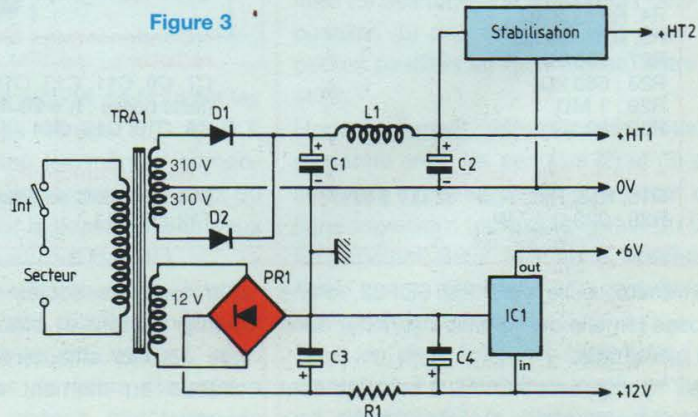 Figure 3
Stabilisation
+HT2
TRA1
D1
L1
+HT1
310 V
C1
C2
Int
310 V
0V
D2
Secteur
+6V
out
PR1
12 V
IC1
C3
C4
in
R1
+12V